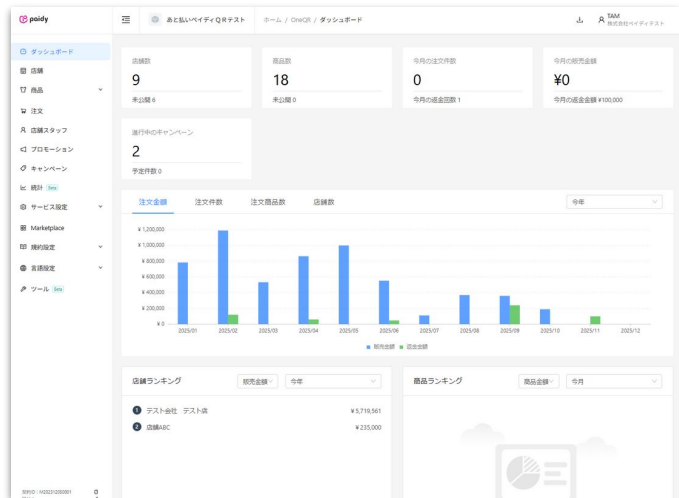 paidy
あと払いペイディQRテスト
ホーム / OneQR / ダッシュボード
TAM
株式会社ペイディテスト
ダッシュボード
店舗
商品
注文
店舗スタッフ
プロモーション
キャンペーン
統計 Beta
サービス設定
Marketplace
規約設定
言語設定
ツール Beta
店舗数
9
未公開 6
商品数
18
未公開 0
今月の注文件数
0
今月の返金回数 1
今月の販売金額
¥0
今月の返金金額 ¥100,000
進行中のキャンペーン
2
予定件数 0
注文金額 注文件数 注文商品数 店舗数 今年
¥ 1,200,000
¥ 1,000,000
¥ 800,000
¥ 600,000
¥ 400,000
¥ 200,000
¥ 0
2025/01 2025/02 2025/03 2025/04 2025/05 2025/06 2025/07 2025/08 2025/09 2025/10 2025/11 2025/12
販売金額 返金金額
店舗ランキング 販売金額 今年
1 テスト会社 テスト店 ¥ 5,719,561
2 店舗ABC ¥ 235,000
商品ランキング 商品金額 今月